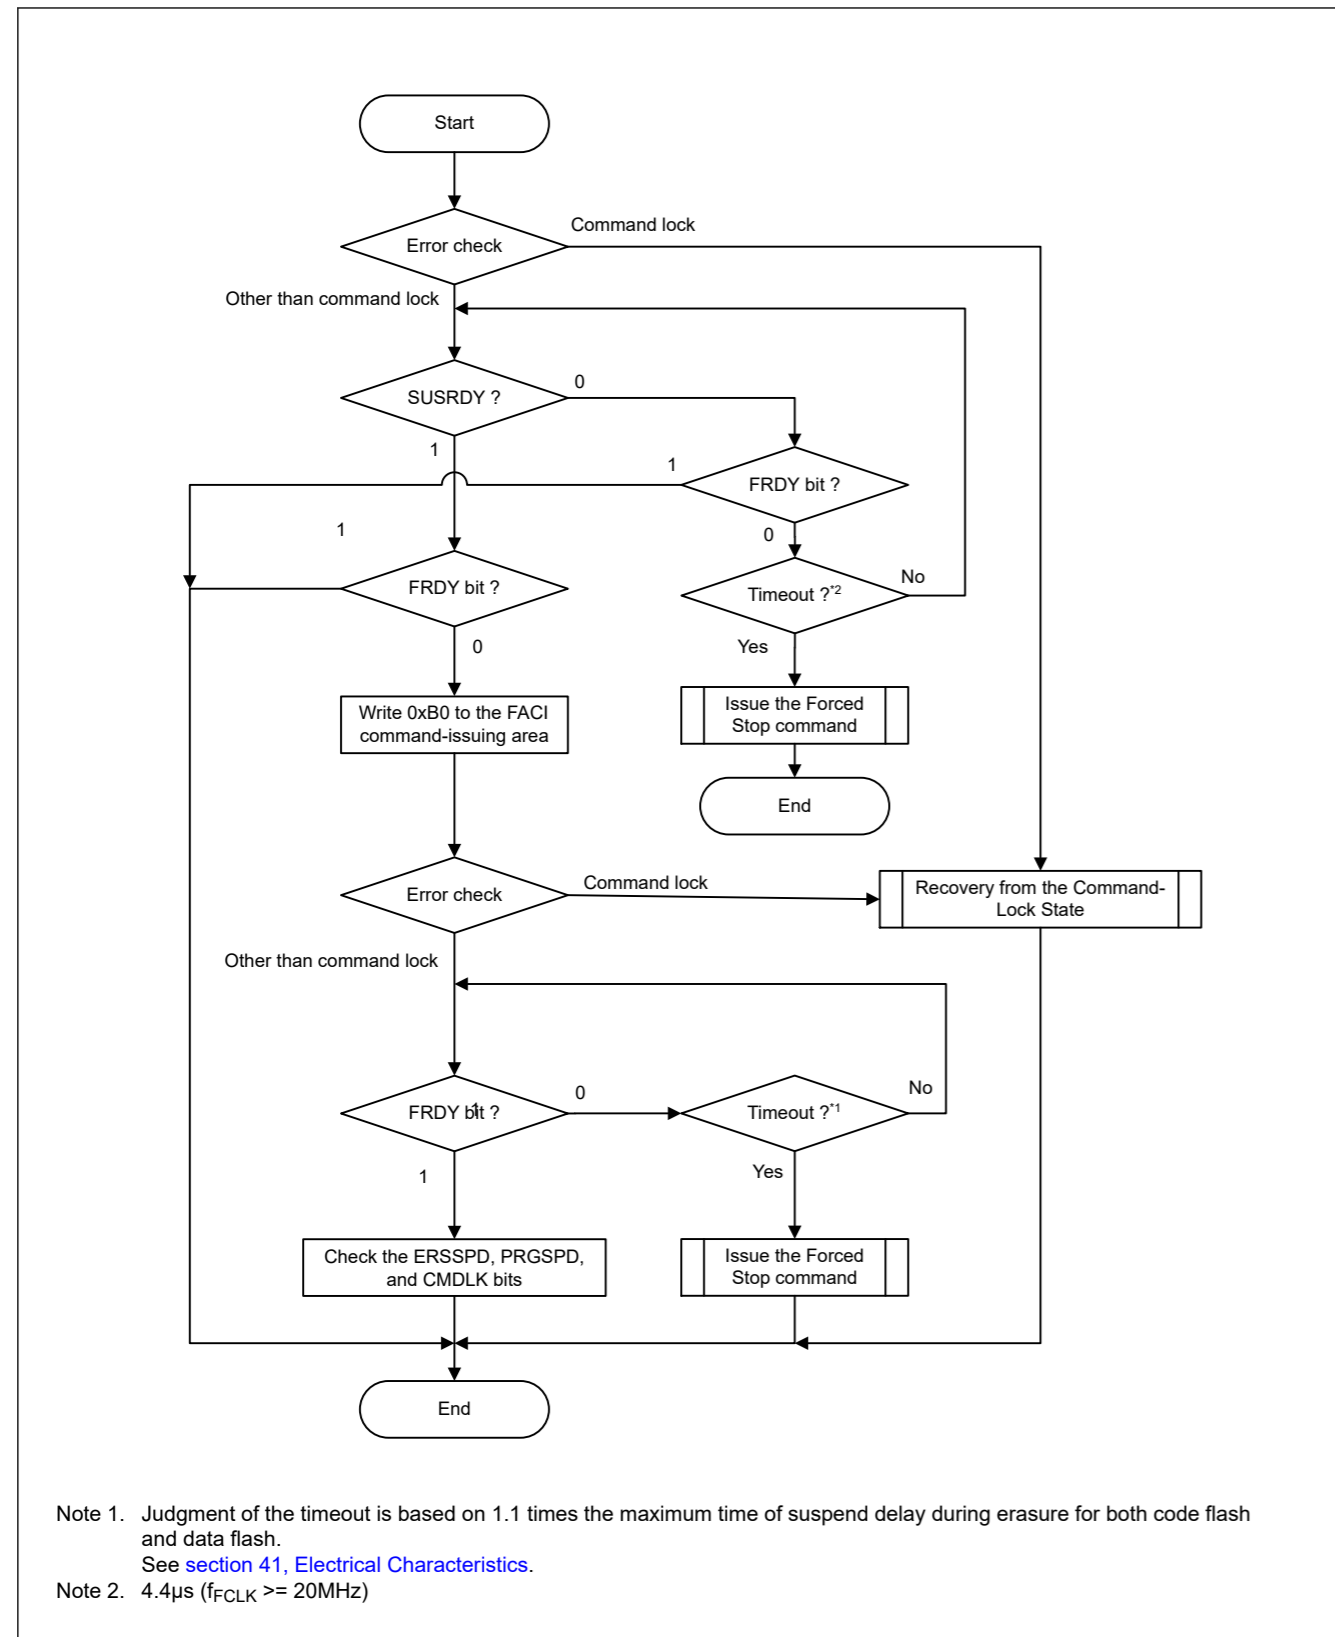 Start
Command lock
Error check
Other than command lock
0
SUSRDY ?
1
1
FRDY bit ?
1
0
FRDY bit ?
No
Timeout ?*2
0
Yes
Write 0xB0 to the FACI
command-issuing area
Issue the Forced
Stop command
End
Error check
Command lock
Recovery from the Command-
Lock State
Other than command lock
0
No
FRDY bit ?
1
Timeout ?*1
1
Yes
Check the ERSSPD, PRGSPD,
and CMDLK bits
Issue the Forced
Stop command
End
Note 1. Judgment of the timeout is based on 1.1 times the maximum time of suspend delay during erasure for both code flash
and data flash.
See section 41, Electrical Characteristics.
Note 2. 4.4µs (fFCLK >= 20MHz)